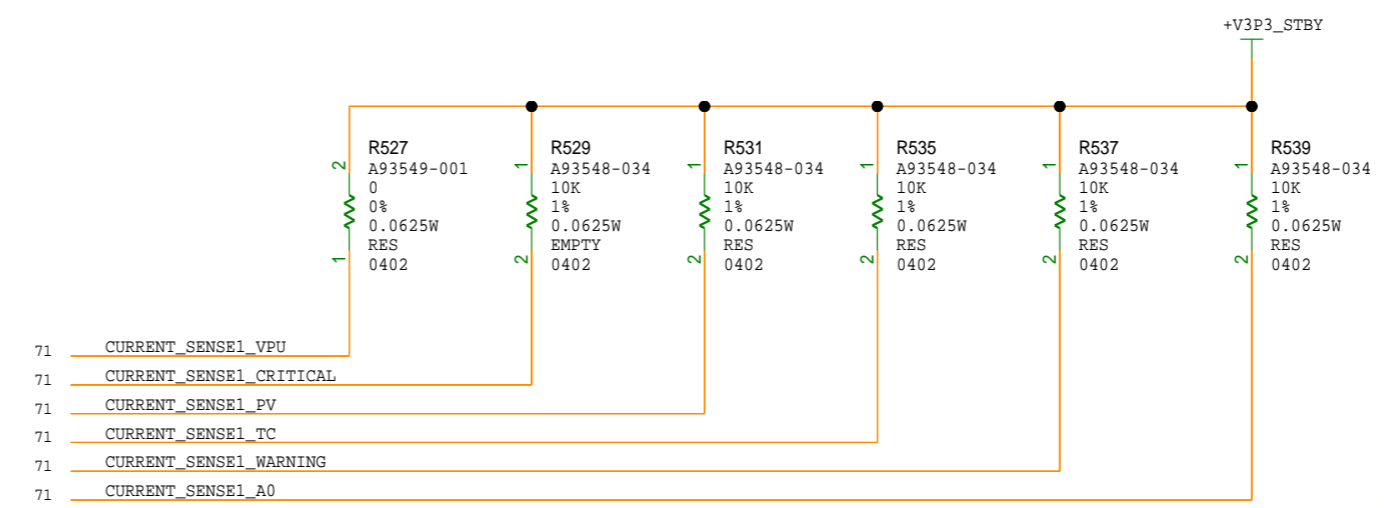 +V3P3_STBY
R527
A93549-001
0
0%
0.0625W
RES
0402
2
1
R529
A93548-034
10K
1%
0.0625W
EMPTY
0402
1
2
R531
A93548-034
10K
1%
0.0625W
RES
0402
1
2
R535
A93548-034
10K
1%
0.0625W
RES
0402
1
2
R537
A93548-034
10K
1%
0.0625W
RES
0402
1
2
R539
A93548-034
10K
1%
0.0625W
RES
0402
1
2
71 CURRENT_SENSE1_VPU
71 CURRENT_SENSE1_CRITICAL
71 CURRENT_SENSE1_PV
71 CURRENT_SENSE1_TC
71 CURRENT_SENSE1_WARNING
71 CURRENT_SENSE1_A0